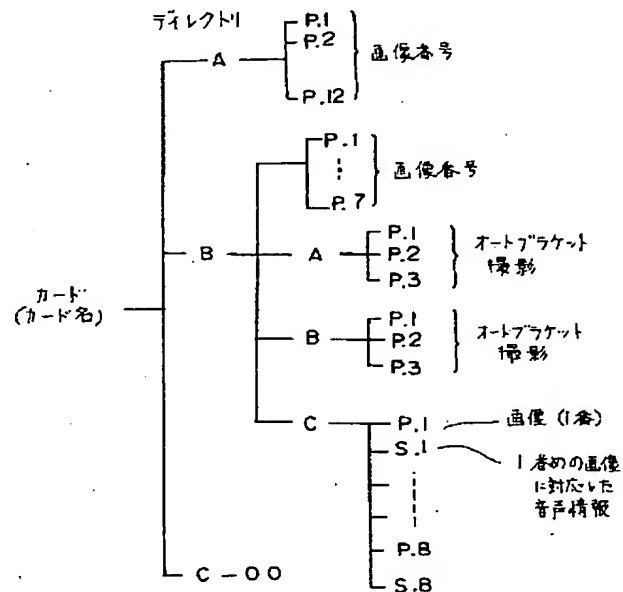 ディレクトリ
P.1
P.2
P.12
画像番号
A
P.1
P.7
画像番号
B
A
P.1
P.2
P.3
オートブラケット
撮影
カード
(カード名)
B
P.1
P.2
P.3
オートブラケット
撮影
C
P.1
画像 (1番)
S.1
1番めの画像
に対応した
音声情報
P.8
S.8
C - 00